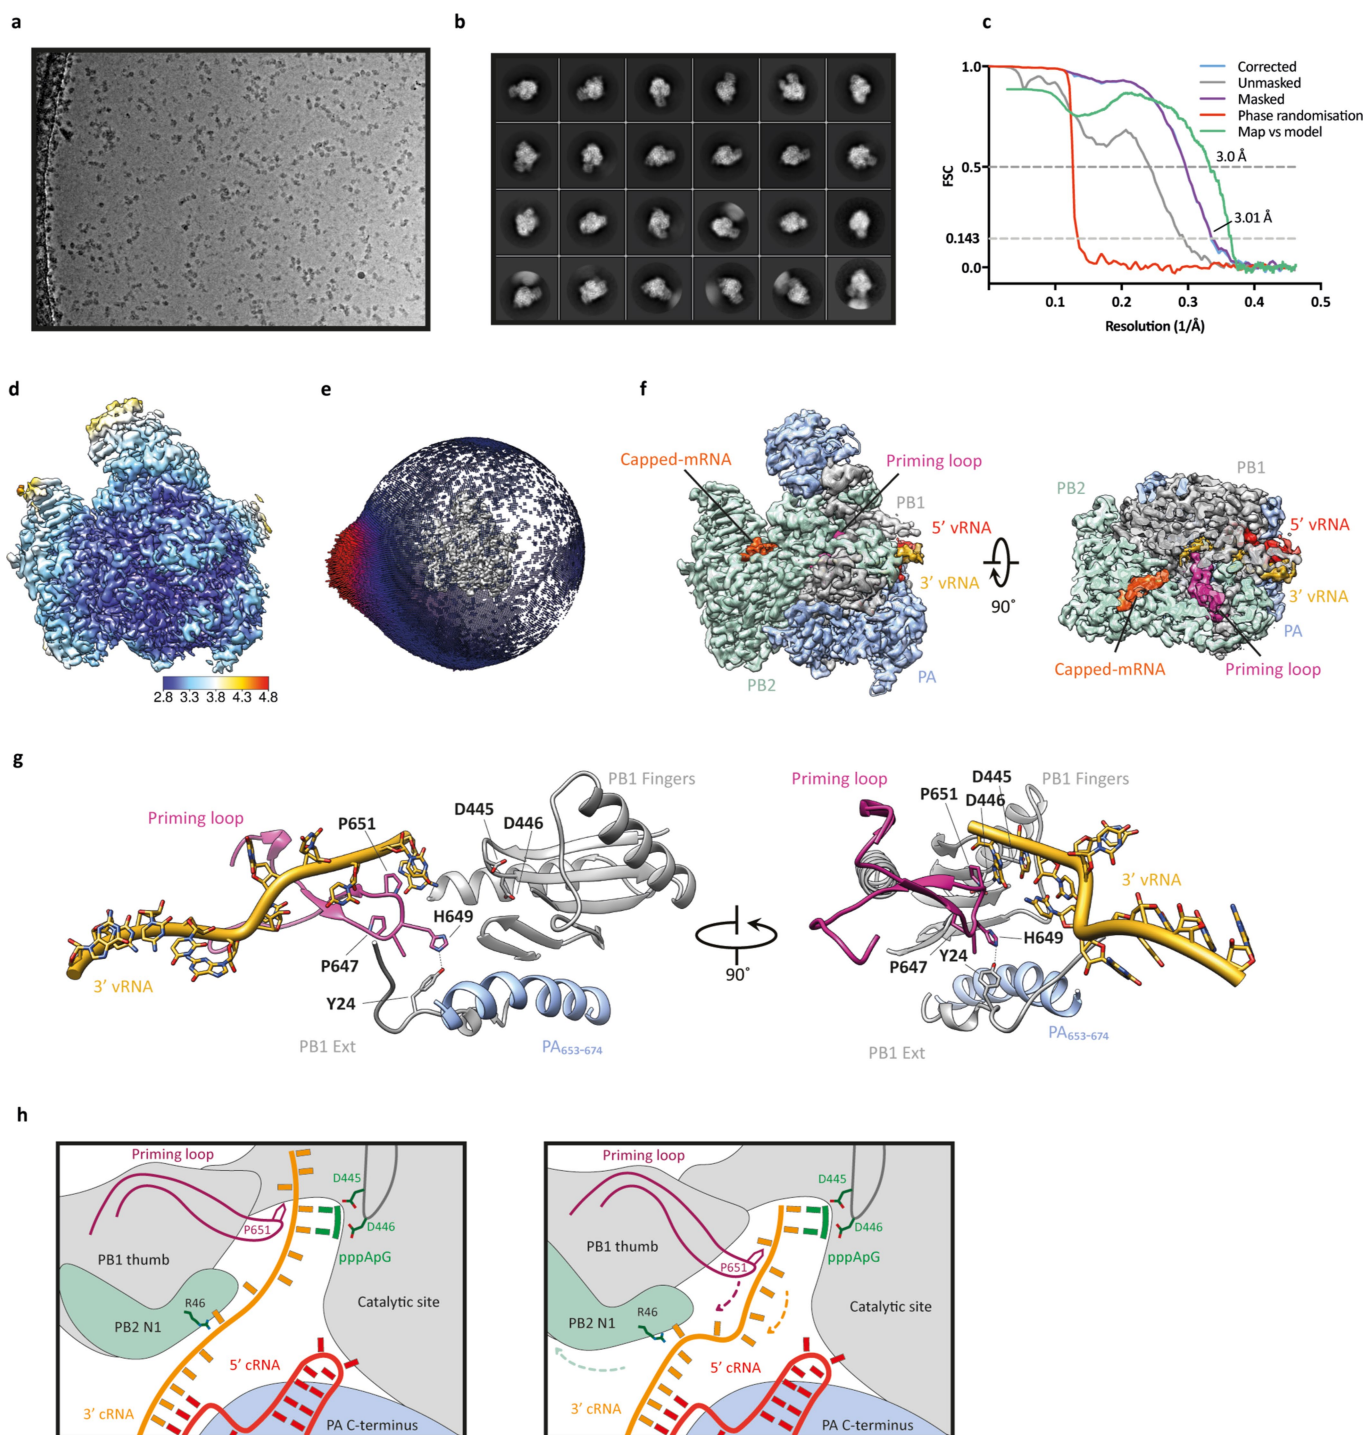 a
b
c
1.0
0.5
0.143
0.0
FSC
Corrected
Unmasked
Masked
Phase randomisation
Map vs model
3.0 Å
3.01 Å
0.1
0.2
0.3
0.4
0.5
Resolution (1/Å)
d
2.8
3.3
3.8
4.3
4.8
e
f
Capped-mRNA
Priming loop
PB1
5′ vRNA
3′ vRNA
PB2
PA
90°
PB2
PB1
5′ vRNA
3′ vRNA
PA
Capped-mRNA
Priming loop
g
Priming loop
P651
D445
D446
PB1 Fingers
H649
P647
Y24
3′ vRNA
PB1 Ext
PA653-674
90°
Priming loop
D445
PB1 Fingers
P651
D446
3′ vRNA
H649
P647
Y24
PA653-674
PB1 Ext
h
Priming loop
D445
P651
D446
pppApG
PB1 thumb
Catalytic site
R46
PB2 N1
5′ cRNA
3′ cRNA
PA C-terminus
Priming loop
D445
D446
PB1 thumb
P651
pppApG
Catalytic site
R46
PB2 N1
5′ cRNA
3′ cRNA
PA C-terminus